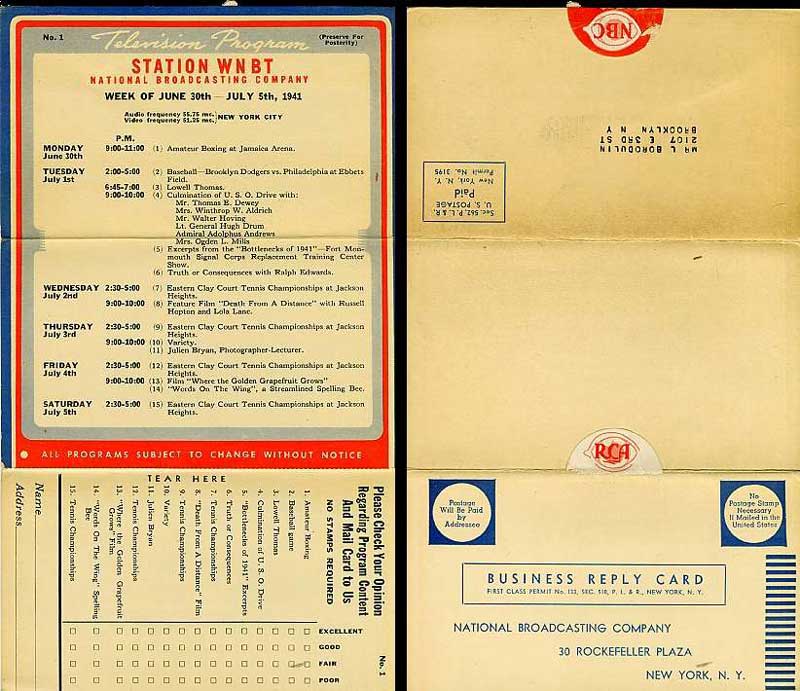 No. 1
Television Program
(Preserve For
Posterity)
STATION WNBT
NATIONAL BROADCASTING COMPANY
WEEK OF JUNE 30th — JULY 5th, 1941
Audio frequency 55.75 mc.
Video frequency 51.25 mc.
NEW YORK CITY
P.M.
MONDAY 9:00-11:00 (1) Amateur Boxing at Jamaica Arena.
June 30th
TUESDAY 2:00-5:00 (2) Baseball—Brooklyn Dodgers vs. Philadelphia at Ebbets
July 1st Field.
6:45-7:00 (3) Lowell Thomas.
9:00-10:00 (4) Culmination of U. S. O. Drive with:
Mr. Thomas E. Dewey
Mrs. Winthrop W. Aldrich
Mr. Walter Hoving
Lt. General Hugh Drum
Admiral Adolphus Andrews
Mrs. Ogden L. Mills
(5) Excerpts from the "Bottlenecks of 1941"—Fort Mon-
mouth Signal Corps Replacement Training Center
Show.
(6) Truth or Consequences with Ralph Edwards.
WEDNESDAY 2:30-5:00 (7) Eastern Clay Court Tennis Championships at Jackson
July 2nd Heights.
9:00-10:00 (8) Feature Film "Death From A Distance" with Russell
Hopton and Lola Lane.
THURSDAY 2:30-5:00 (9) Eastern Clay Court Tennis Championships at Jackson
July 3rd Heights.
9:00-10:00 (10) Variety.
(11) Julien Bryan, Photographer-Lecturer.
FRIDAY 2:30-5:00 (12) Eastern Clay Court Tennis Championships at Jackson
July 4th Heights.
9:00-10:00 (13) Film "Where the Golden Grapefruit Grows"
(14) "Words On The Wing", a Streamlined Spelling Bee.
SATURDAY 2:30-5:00 (15) Eastern Clay Court Tennis Championships at Jackson
July 5th Heights.
ALL PROGRAMS SUBJECT TO CHANGE WITHOUT NOTICE
TEAR HERE
Please Check Your Opinion
Regarding Program Content
And Mail Card to Us
NO STAMPS REQUIRED
No. 1
EXCELLENT
GOOD
FAIR
POOR
1. Amateur Boxing
2. Baseball game
3. Lowell Thomas
4. Culmination of U. S. O. Drive
5. "Bottlenecks of 1941" Excerpts
6. Truth or Consequences
7. Tennis Championships
8. "Death From A Distance" Film
9. Tennis Championships
10. Variety
11. Julien Bryan
12. Tennis Championships
13. "Where the Golden Grapefruit
Grows" Film
14. "Words On The Wing" Spelling
Bee
15. Tennis Championships
Name
Address
NBC
MR L BORODULIN
2107 E 3RD ST
BROOKLYN N Y
Sec. 562, P. L. & R.
U. S. POSTAGE
Paid
New York, N. Y.
Permit No. 3195
RCA
Postage
Will Be Paid
by
Addressee
No
Postage Stamp
Necessary
If Mailed in the
United States
BUSINESS REPLY CARD
FIRST CLASS PERMIT No. 133, SEC. 510, P. L. & R., NEW YORK, N. Y.
NATIONAL BROADCASTING COMPANY
30 ROCKEFELLER PLAZA
NEW YORK, N. Y.